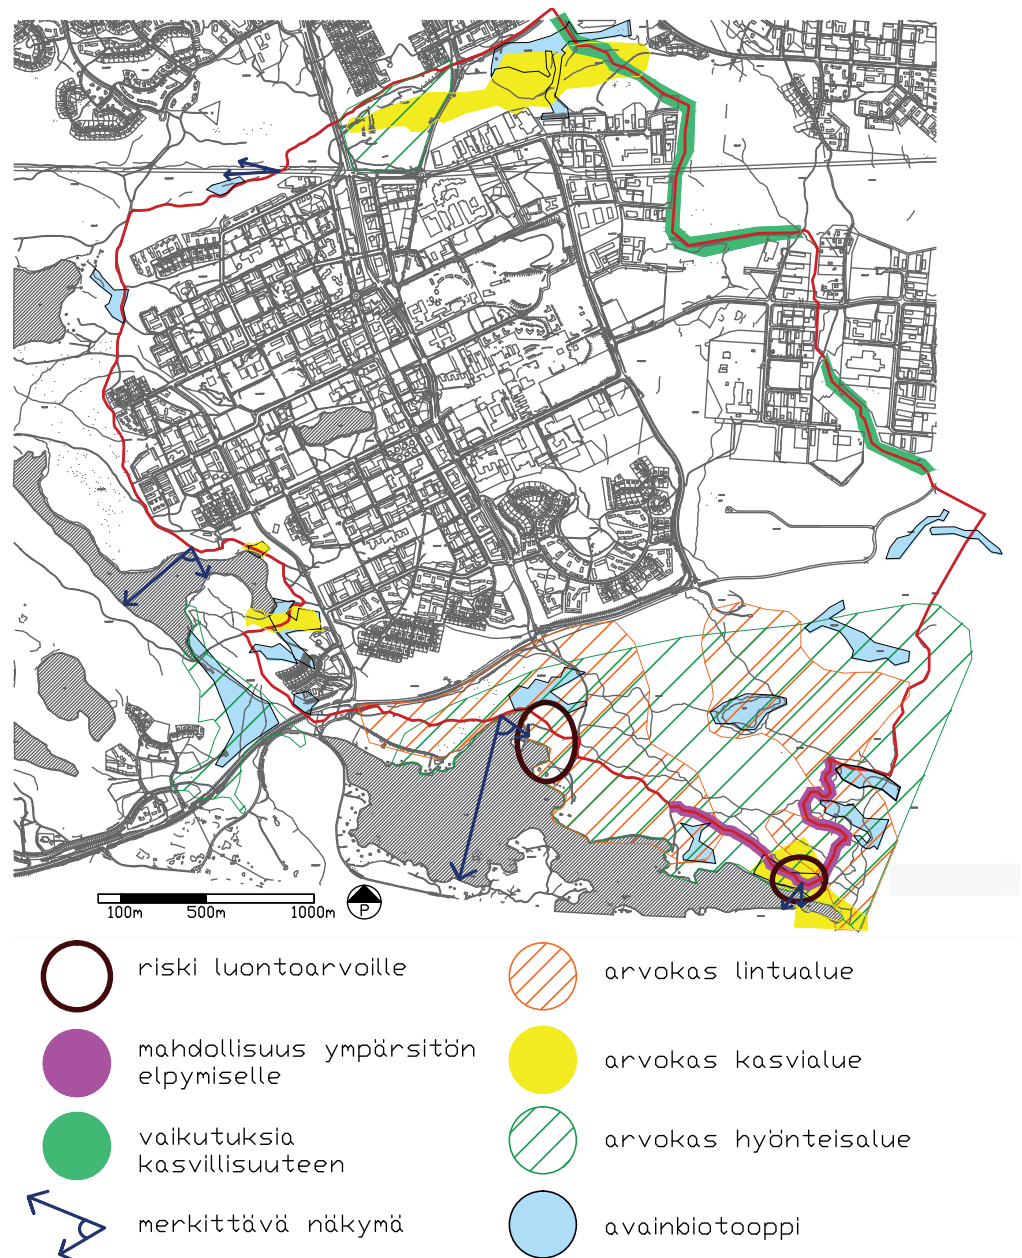 100m 500m 1000m
P
riski luontoarvoille
mahdollisuus ympärsitön
elpymiselle
vaikutuksia
kasvillisuuteen
merkittävä näkymä
arvokas lintualue
arvokas kasvialue
arvokas hyönteisalue
avainbiotooppi